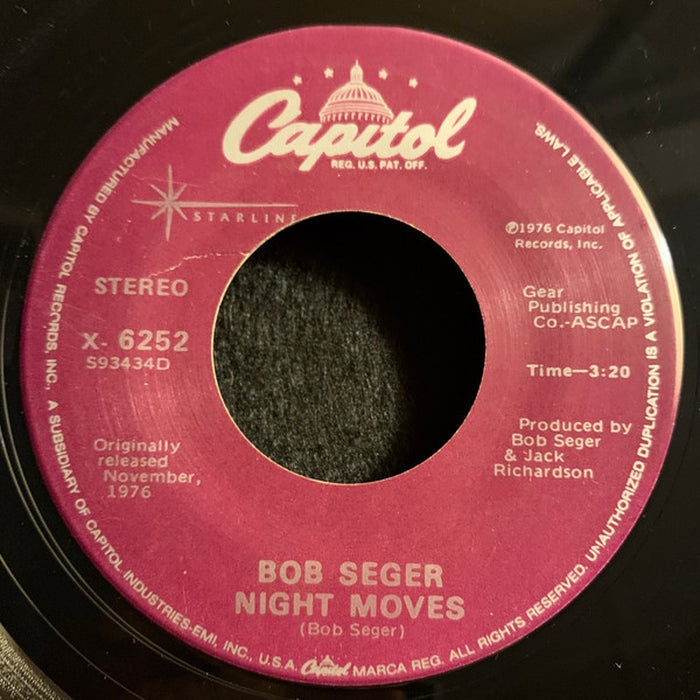 Capitol
REG. U.S. PAT. OFF.
STARLINE
STEREO
X- 6252
S93434D
Originally
released
November,
1976
℗1976 Capitol
Records, Inc.
Gear
Publishing
Co.-ASCAP
Time—3:20
Produced by
Bob Seger
& Jack
Richardson
BOB SEGER
NIGHT MOVES
(Bob Seger)
MANUFACTURED BY CAPITOL RECORDS, INC., A SUBSIDIARY OF CAPITOL INDUSTRIES-EMI, INC., U.S.A. Capitol MARCA REG. ALL RIGHTS RESERVED. UNAUTHORIZED DUPLICATION IS A VIOLATION OF APPLICABLE LAWS.